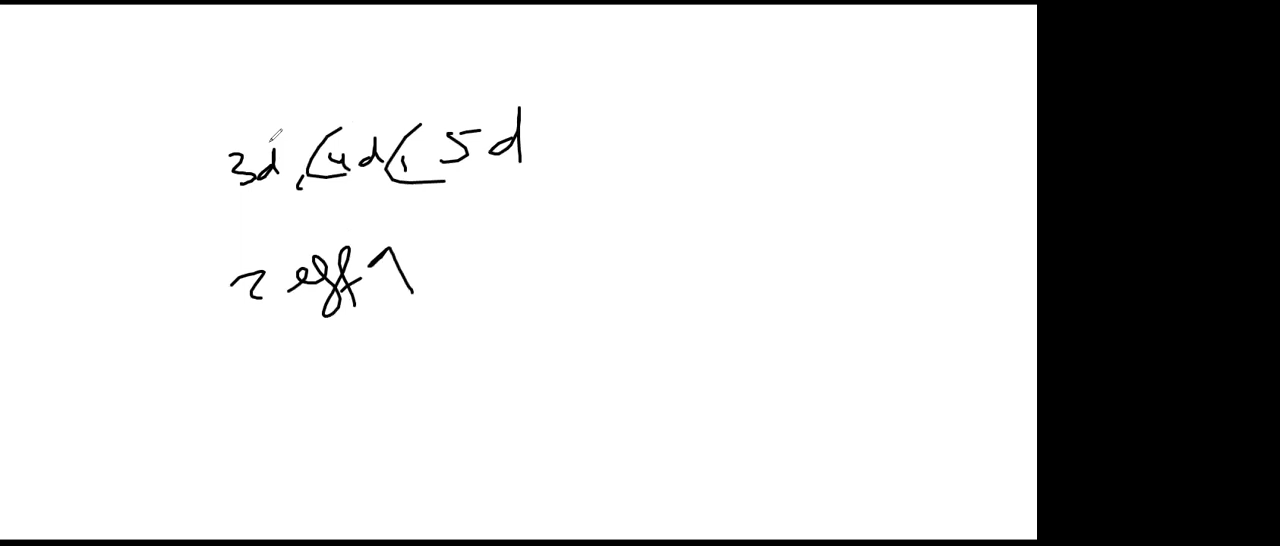 3d, 4d, 5d
z eff ↑